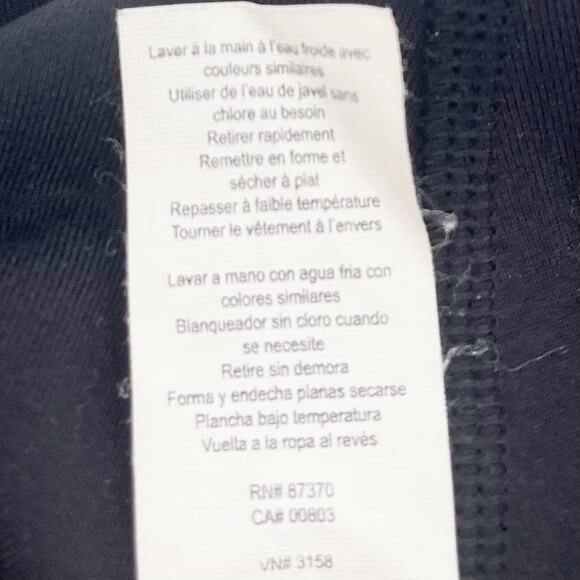 Laver à la main à l'eau froide avec
couleurs similaires
Utiliser de l'eau de javel sans
chlore au besoin
Retirer rapidement
Remettre en forme et
sécher à plat
Repasser à faible température
Tourner le vêtement à l'envers
Lavar a mano con agua fria con
colores similares
Blanqueador sin cloro cuando
se necesite
Retire sin demora
Forma y endecha planas secarse
Plancha bajo temperatura
Vuella a la ropa al revés
RN# 87370
CA# 00803
VN# 3158